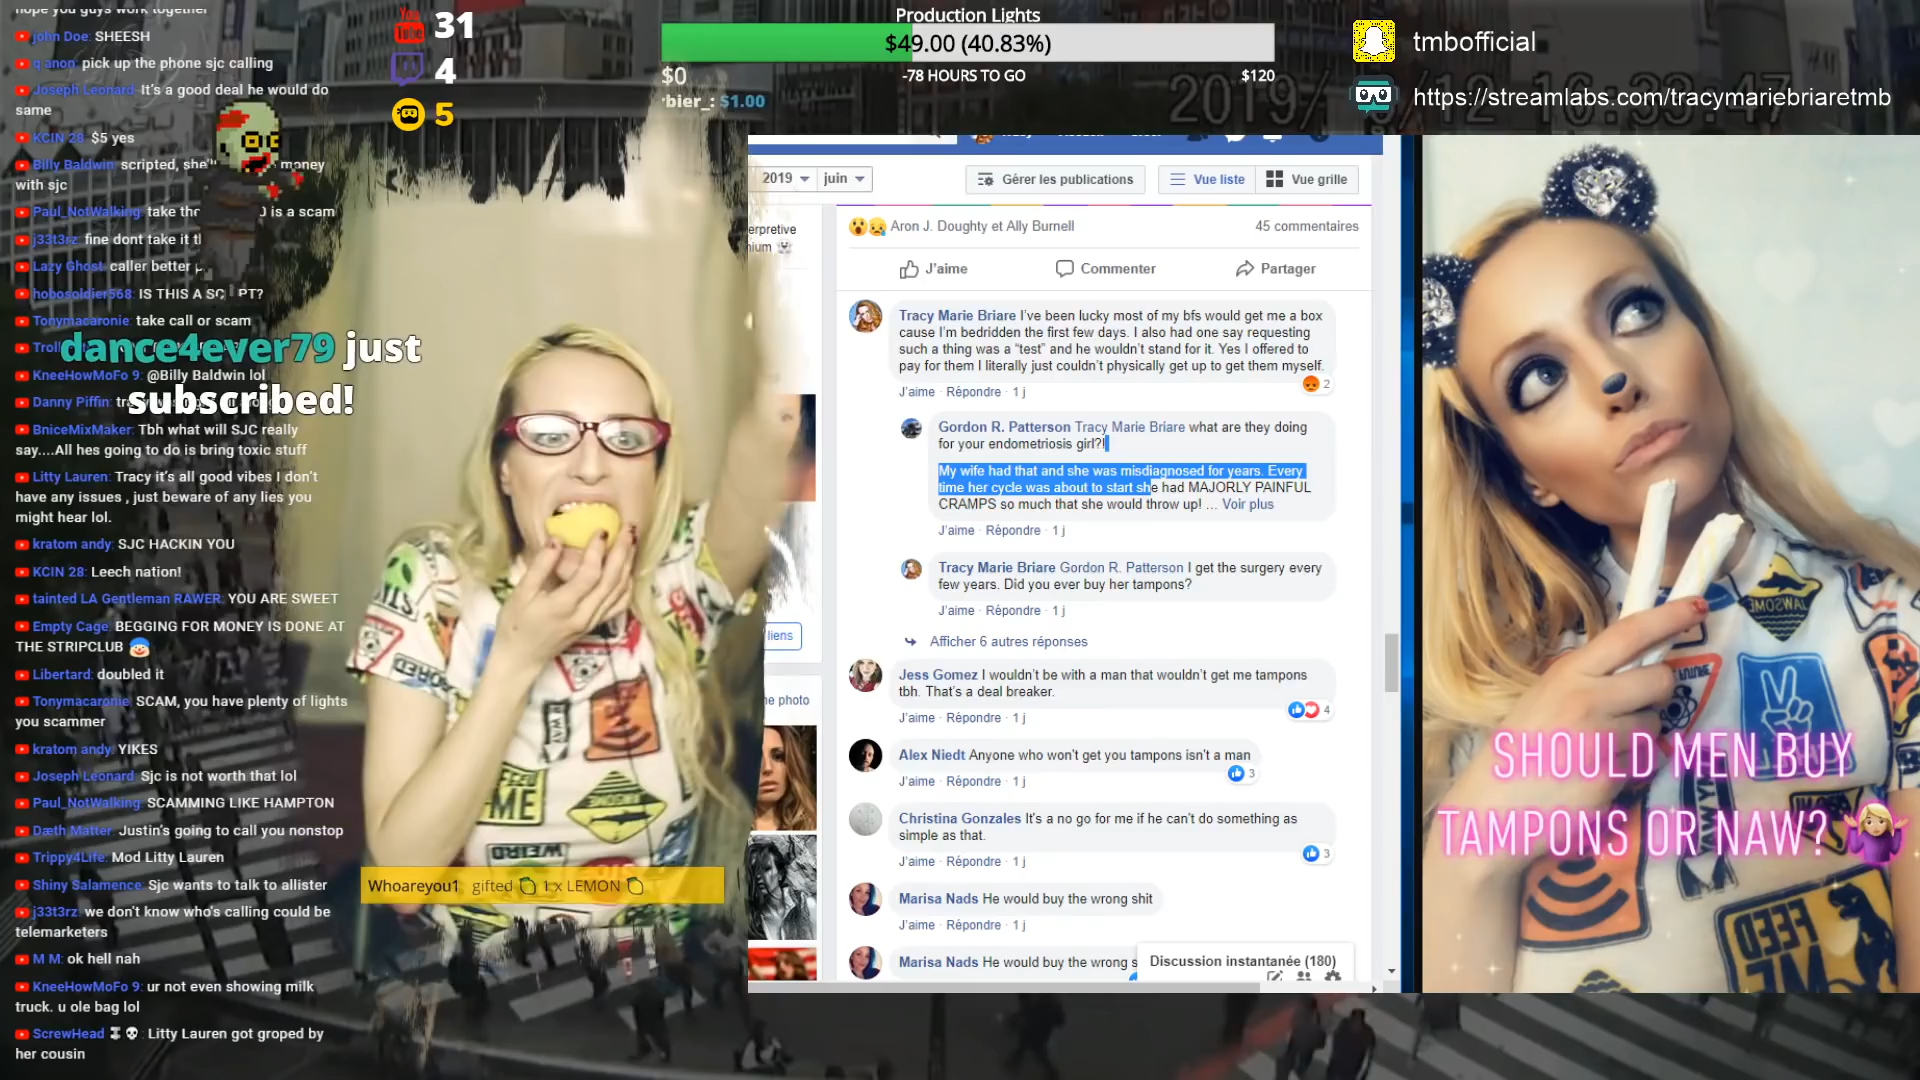 hope you guys work together
john Doe: SHEESH
q anon: pick up the phone sjc calling
Joseph Leonard: It's a good deal he would do
same
KCIN 28: $5 yes
Billy Baldwin: scripted, she' money
with sjc
Paul_NotWalking: take the is a scam
j33t3rz: fine dont take it
Lazy Ghost: caller better
hobosoldier568: IS THIS A SC PT?
Tonymacaronie: take call or scam
KneeHowMoFo 9: @Billy Baldwin lol
Danny Piffin:
BniceMixMaker: Tbh what will SJC really
say....All hes going to do is bring toxic stuff
Litty Lauren: Tracy it's all good vibes I don't
have any issues , just beware of any lies you
might hear lol.
kratom andy: SJC HACKIN YOU
KCIN 28: Leech nation!
tainted LA Gentleman RAWER: YOU ARE SWEET
Empty Cage: BEGGING FOR MONEY IS DONE AT
THE STRIPCLUB
Libertard: doubled it
Tonymacaronie: SCAM, you have plenty of lights
you scammer
kratom andy: YIKES
Joseph Leonard: Sjc is not worth that lol
Paul_NotWalking: SCAMMING LIKE HAMPTON
Dæth Matter: Justin's going to call you nonstop
Trippy4Life: Mod Litty Lauren
Shiny Salamence: Sjc wants to talk to allister
j33t3rz: we don't know who's calling could be
telemarketers
M M: ok hell nah
KneeHowMoFo 9: ur not even showing milk
truck. u ole bag lol
ScrewHead : Litty Lauren got groped by
her cousin
dance4ever79 just
subscribed!
You
Tube
31
4
5
Production Lights
$49.00 (40.83%)
$0
-78 HOURS TO GO
$120
bier_: $1.00
tmbofficial
https://streamlabs.com/tracymariebriaretmb
2019/ /12 16:33:47
2019
juin
Gérer les publications
Vue liste
Vue grille
erpretive
nium
Aron J. Doughty et Ally Burnell
45 commentaires
J'aime
Commenter
Partager
Tracy Marie Briare I've been lucky most of my bfs would get me a box
cause I'm bedridden the first few days. I also had one say requesting
such a thing was a "test" and he wouldn't stand for it. Yes I offered to
pay for them I literally just couldn't physically get up to get them myself.
2
J'aime · Répondre · 1 j
Gordon R. Patterson Tracy Marie Briare what are they doing
for your endometriosis girl?!
My wife had that and she was misdiagnosed for years. Every
time her cycle was about to start she had MAJORLY PAINFUL
CRAMPS so much that she would throw up! ... Voir plus
J'aime · Répondre · 1 j
Tracy Marie Briare Gordon R. Patterson I get the surgery every
few years. Did you ever buy her tampons?
J'aime · Répondre · 1 j
Afficher 6 autres réponses
liens
Jess Gomez I wouldn't be with a man that wouldn't get me tampons
tbh. That's a deal breaker.
4
J'aime · Répondre · 1 j
he photo
Alex Niedt Anyone who won't get you tampons isn't a man
3
J'aime · Répondre · 1 j
Christina Gonzales It's a no go for me if he can't do something as
simple as that.
3
J'aime · Répondre · 1 j
Marisa Nads He would buy the wrong shit
J'aime · Répondre · 1 j
Marisa Nads He would buy the wrong s
Discussion instantanée (180)
Whoareyou1 gifted 1 x LEMON
FEED
ME
WEIRD
BORED
JAWSOME
FEED
ME
SHOULD MEN BUY
TAMPONS OR NAW?